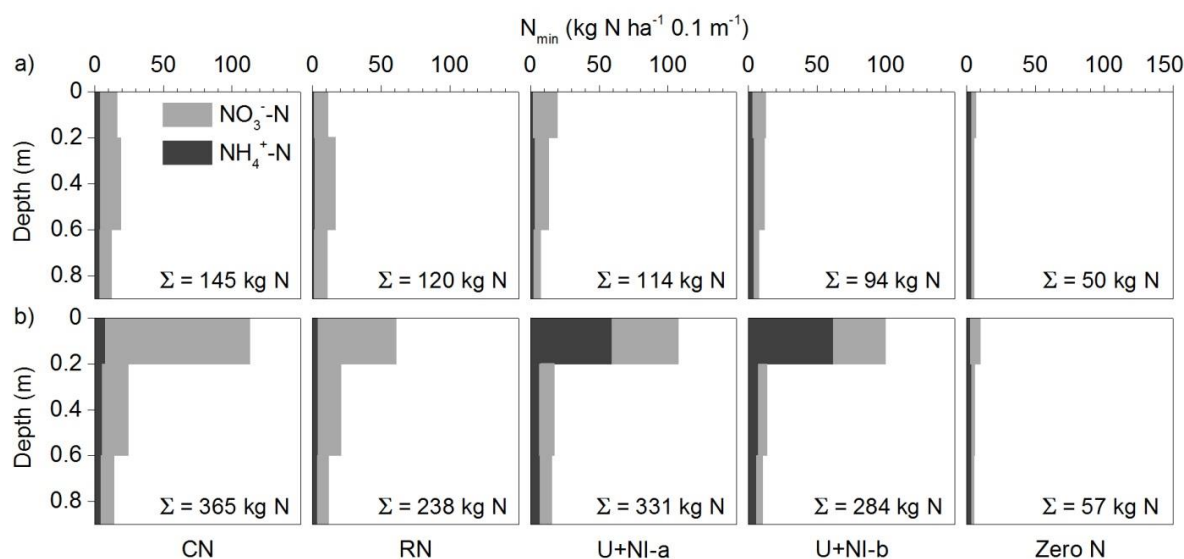 N_min (kg N ha⁻¹ 0.1 m⁻¹)
a) 0 50 100 0 50 100 0 50 100 0 50 100 0 50 100 150
0
0.2
0.4
0.6
0.8
Depth (m)
NO₃⁻-N
NH₄⁺-N
Σ = 145 kg N Σ = 120 kg N Σ = 114 kg N Σ = 94 kg N Σ = 50 kg N
b)
0
0.2
0.4
0.6
0.8
Depth (m)
Σ = 365 kg N Σ = 238 kg N Σ = 331 kg N Σ = 284 kg N Σ = 57 kg N
CN RN U+NI-a U+NI-b Zero N